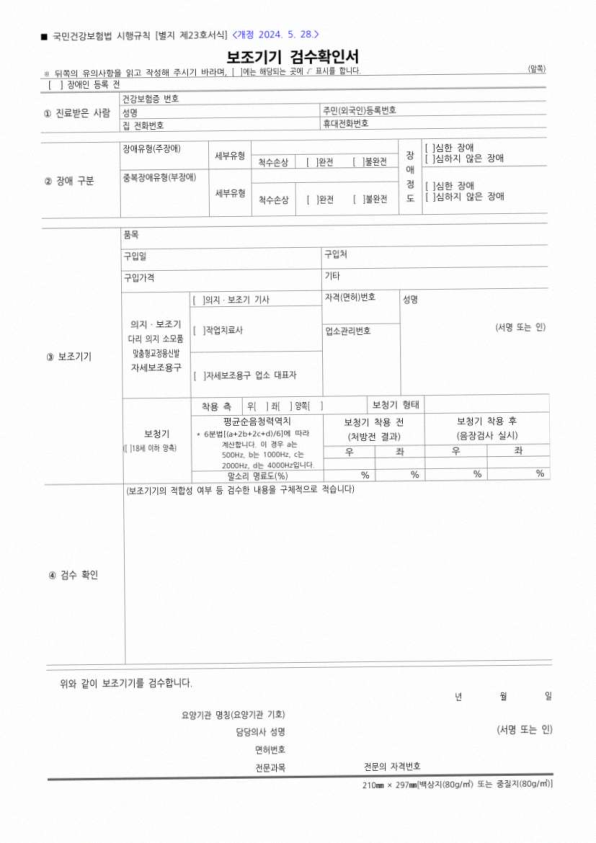 ■ 국민건강보험법 시행규칙 [별지 제23호서식] <개정 2024. 5. 28.>
보조기기 검수확인서
※ 뒤쪽의 유의사항을 읽고 작성해 주시기 바라며, [ ]에는 해당되는 곳에 √ 표시를 합니다. (앞쪽)
[ ] 장애인 등록 전
① 진료받은 사람
건강보험증 번호
성명 주민(외국인)등록번호
집 전화번호 휴대전화번호
② 장애 구분
장애유형(주장애) 세부유형
척수손상 [ ]완전 [ ]불완전
중복장애유형(부장애) 세부유형
척수손상 [ ]완전 [ ]불완전
장애정도
[ ]심한 장애
[ ]심하지 않은 장애
[ ]심한 장애
[ ]심하지 않은 장애
③ 보조기기
품목
구입일 구입처
구입가격 기타
의지ㆍ보조기
다리 의지 소모품
맞춤형교정용신발
자세보조용구
[ ]의지ㆍ보조기 기사
[ ]작업치료사
[ ]자세보조용구 업소 대표자
자격(면허)번호 성명
업소관리번호 (서명 또는 인)
보청기
([ ]18세 이하 양측)
착용 측 우[ ] 좌[ ] 양쪽[ ] 보청기 형태
평균순음청력역치
* 6분법[(a+2b+2c+d)/6]에 따라
계산합니다. 이 경우 a는
500Hz, b는 1000Hz, c는
2000Hz, d는 4000Hz입니다.
보청기 착용 전
(처방전 결과)
보청기 착용 후
(음장검사 실시)
우 좌 우 좌
말소리 명료도(%) % % % %
④ 검수 확인
(보조기기의 적합성 여부 등 검수한 내용을 구체적으로 적습니다)
위와 같이 보조기기를 검수합니다.
년 월 일
요양기관 명칭(요양기관 기호)
담당의사 성명 (서명 또는 인)
면허번호
전문과목 전문의 자격번호
210㎜ × 297㎜[백상지(80g/㎡) 또는 중질지(80g/㎡)]